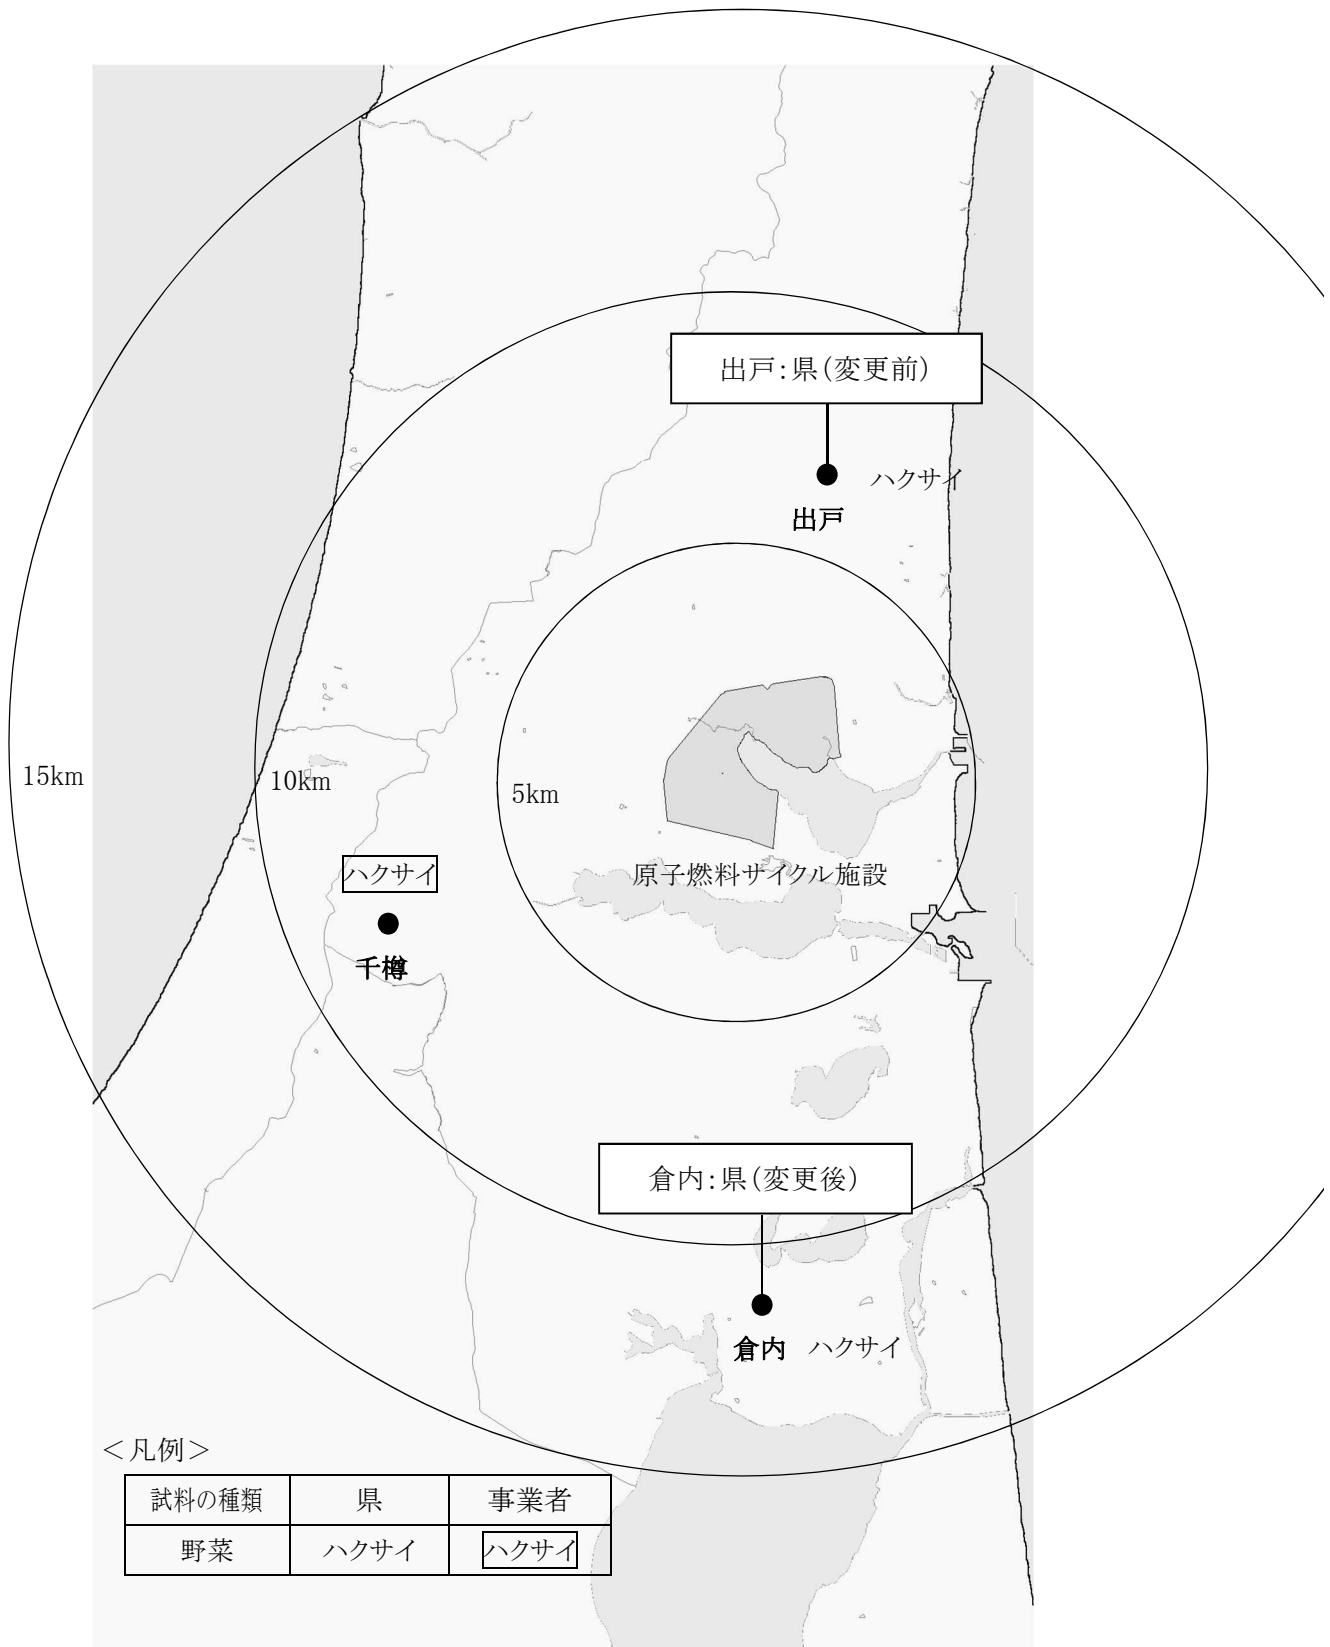 出戸:県(変更前)
ハクサイ
出戸
15km
10km
5km
ハクサイ
原子燃料サイクル施設
千樽
倉内:県(変更後)
倉内 ハクサイ
<凡例>
試料の種類 県 事業者
野菜 ハクサイ ハクサイ